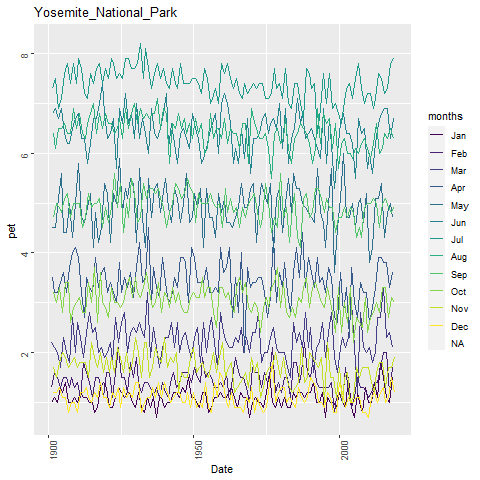 Yosemite_National_Park
pet
8
6
4
2
1900
1950
2000
Date
months
Jan
Feb
Mar
Apr
May
Jun
Jul
Aug
Sep
Oct
Nov
Dec
NA